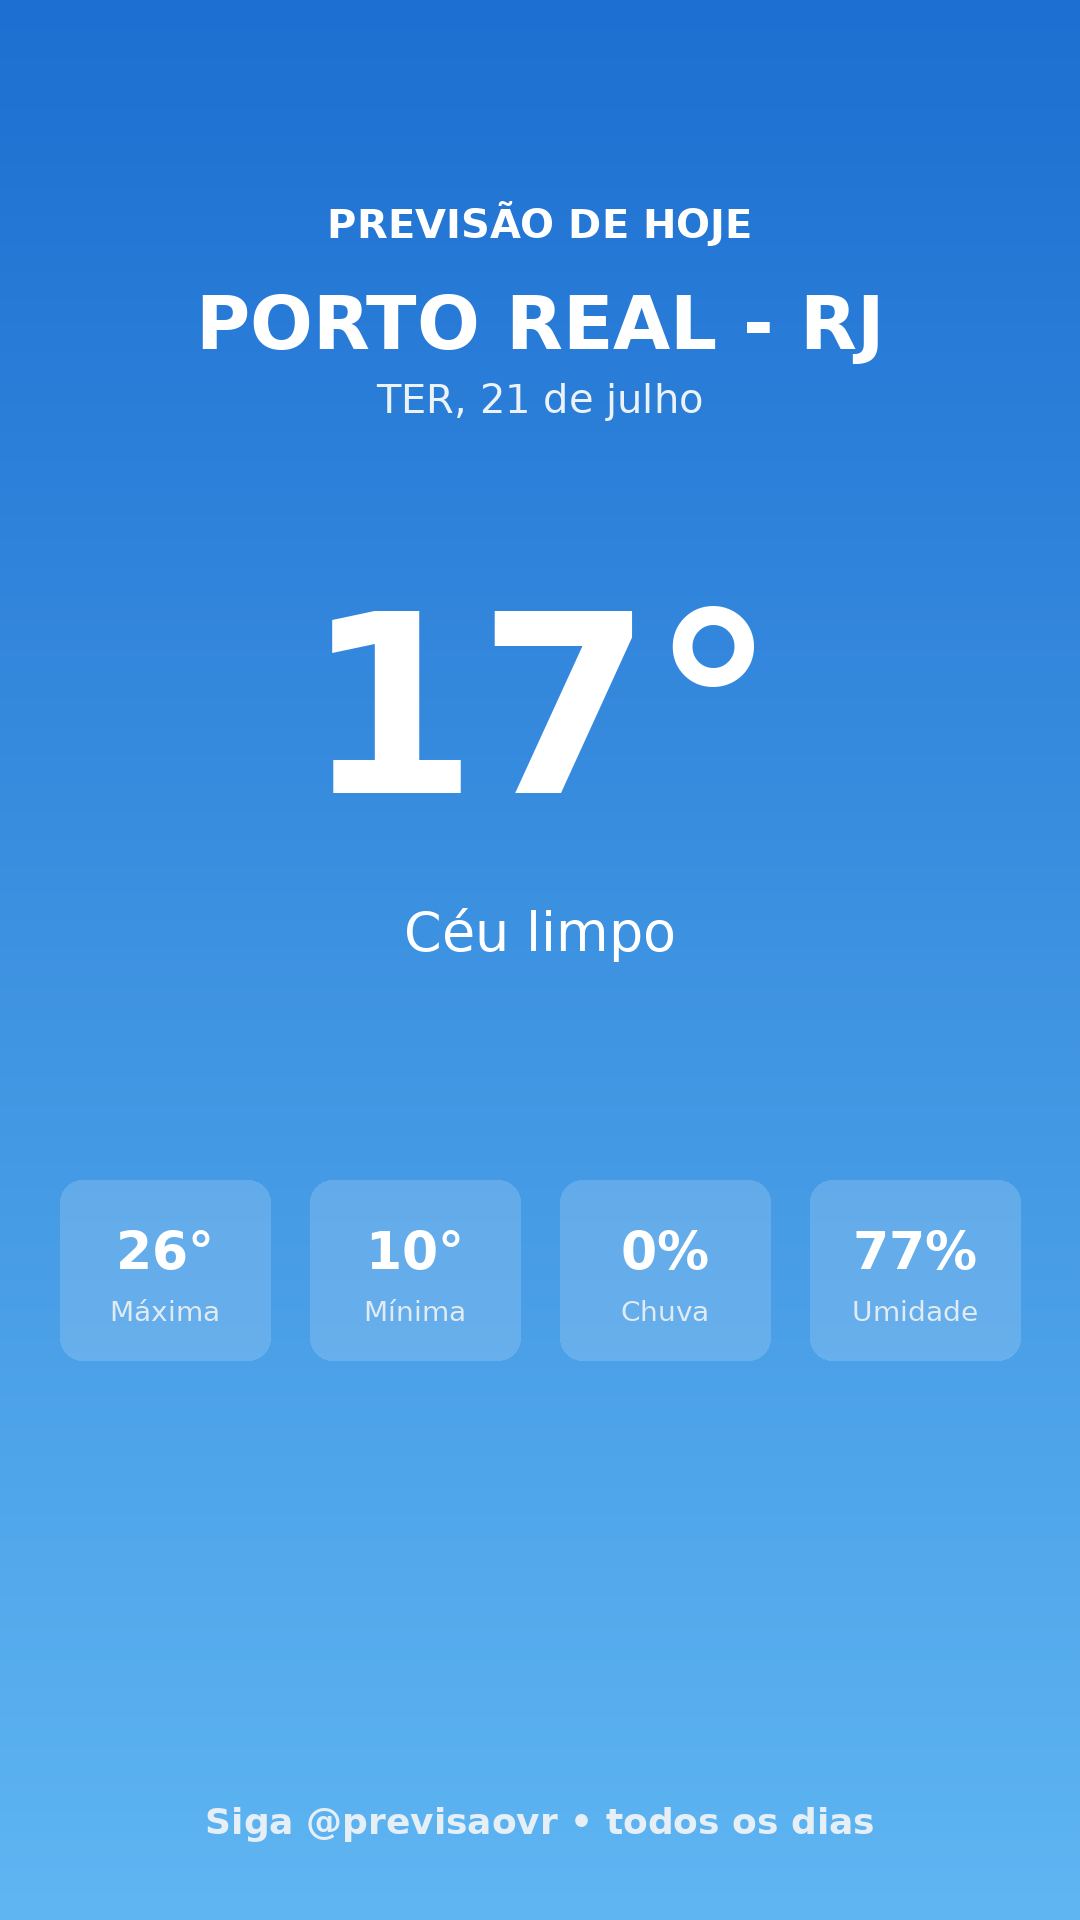 PREVISÃO DE HOJE
PORTO REAL - RJ
TER, 21 de julho
17°
Céu limpo
26° 10° 0% 77%
Máxima Mínima Chuva Umidade
Siga @previsaovr • todos os dias